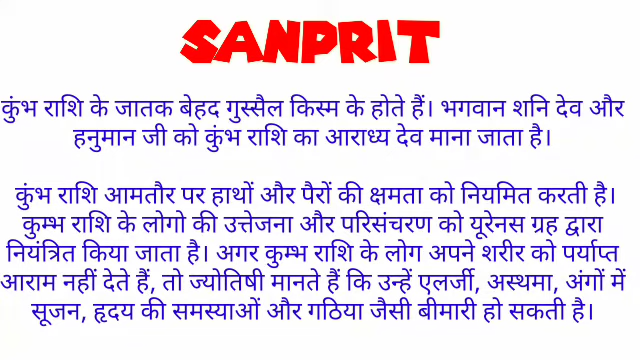 SANPRIT
कुंभ राशि के जातक बेहद गुस्सैल किस्म के होते हैं। भगवान शनि देव और
हनुमान जी को कुंभ राशि का आराध्य देव माना जाता है।
कुंभ राशि आमतौर पर हाथों और पैरों की क्षमता को नियमित करती है।
कुम्भ राशि के लोगो की उत्तेजना और परिसंचरण को यूरेनस ग्रह द्वारा
नियंत्रित किया जाता है। अगर कुम्भ राशि के लोग अपने शरीर को पर्याप्त
आराम नहीं देते हैं, तो ज्योतिषी मानते हैं कि उन्हें एलर्जी, अस्थमा, अंगों में
सूजन, हृदय की समस्याओं और गठिया जैसी बीमारी हो सकती है।